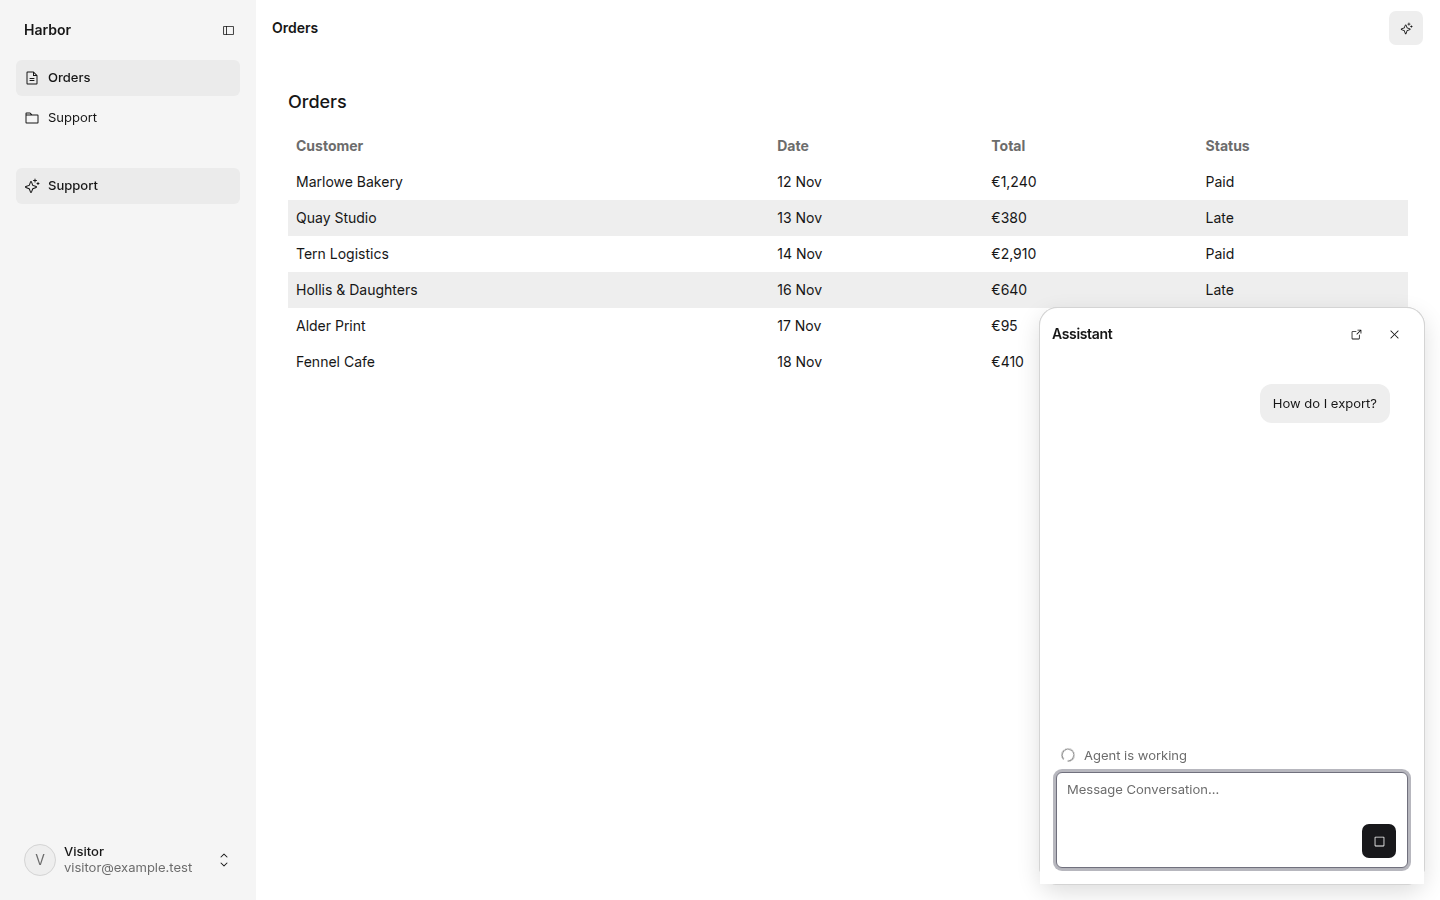 Harbor
Orders
Support
Support
Visitor
V
visitor@example.test
Orders
Orders
Customer Date Total Status
Marlowe Bakery 12 Nov €1,240 Paid
Quay Studio 13 Nov €380 Late
Tern Logistics 14 Nov €2,910 Paid
Hollis & Daughters 16 Nov €640 Late
Alder Print 17 Nov €95
Fennel Cafe 18 Nov €410
Assistant
How do I export?
Agent is working
Message Conversation...